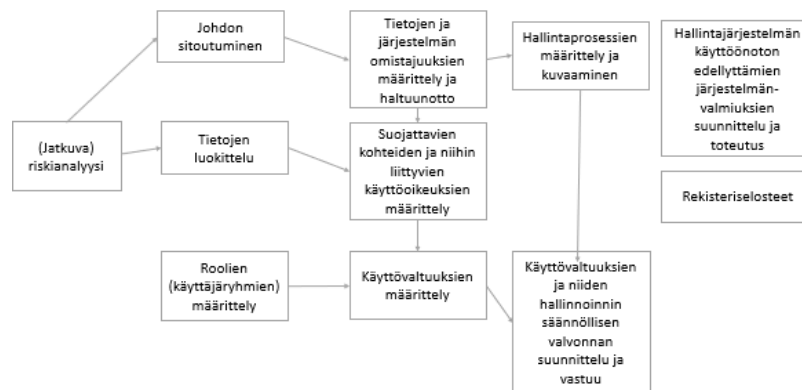 Johdon
sitoutuminen
Tietojen ja
järjestelmän
omistajuuksien
määrittely ja
haltuunotto
Hallintaprosessien
määrittely ja
kuvaaminen
Hallintajärjestelmän
käyttöönoton
edellyttämien
järjestelmän-
valmiuksien
suunnittelu ja
toteutus
(Jatkuva)
riskianalyysi
Tietojen
luokittelu
Suojattavien
kohteiden ja niihin
liittyvien
käyttöoikeuksien
määrittely
Rekisteriselosteet
Roolien
(käyttäjäryhmien)
määrittely
Käyttövaltuuksien
määrittely
Käyttövaltuuksien
ja niiden
hallinnoinnin
säännöllisen
valvonnan
suunnittelu ja
vastuu